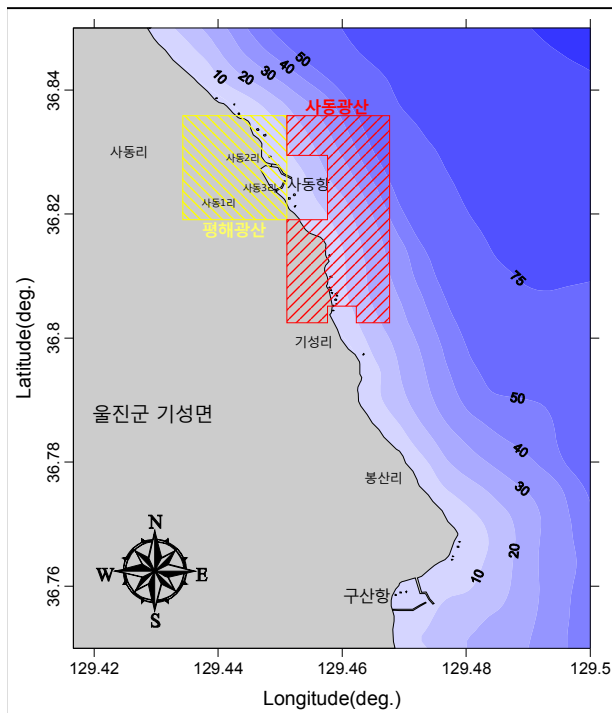 50
40
30
20
10
36.84
사동광산
사동리
사동2리
사동3리
사동항
사동1리
36.82
평해광산
75
36.8
기성리
Latitude(deg.)
50
울진군 기성면
40
36.78
봉산리
30
N
20
W
E
10
36.76
구산항
S
129.42
129.44
129.46
129.48
129.5
Longitude(deg.)